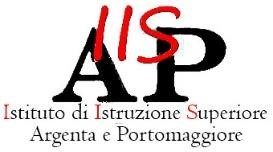 IIS
AP
Istituto di Istruzione Superiore
Argenta e Portomaggiore